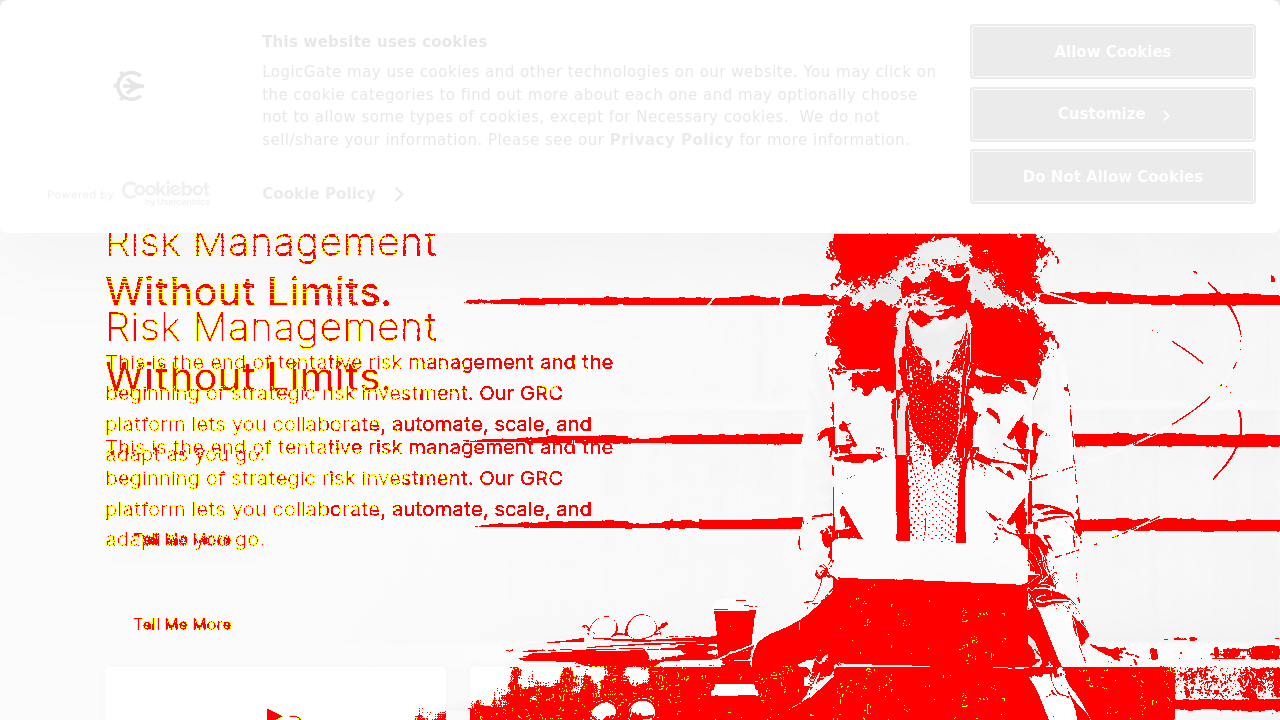 This website uses cookies
LogicGate may use cookies and other technologies on our website. You may click on
the cookie categories to find out more about each one and may optionally choose
not to allow some types of cookies, except for Necessary cookies.  We do not
sell/share your information. Please see our Privacy Policy for more information.
Cookie Policy
Powered by Cookiebot
by Usercentrics
Allow Cookies
Customize
Do Not Allow Cookies
Risk Management
Without Limits.
Risk Management
This is the end of tentative risk management and the
Without Limits.
beginning of strategic risk investment. Our GRC
platform lets you collaborate, automate, scale, and
This is the end of tentative risk management and the
adapt as you go.
beginning of strategic risk investment. Our GRC
platform lets you collaborate, automate, scale, and
adapt as you go.
Tell Me More
Tell Me More